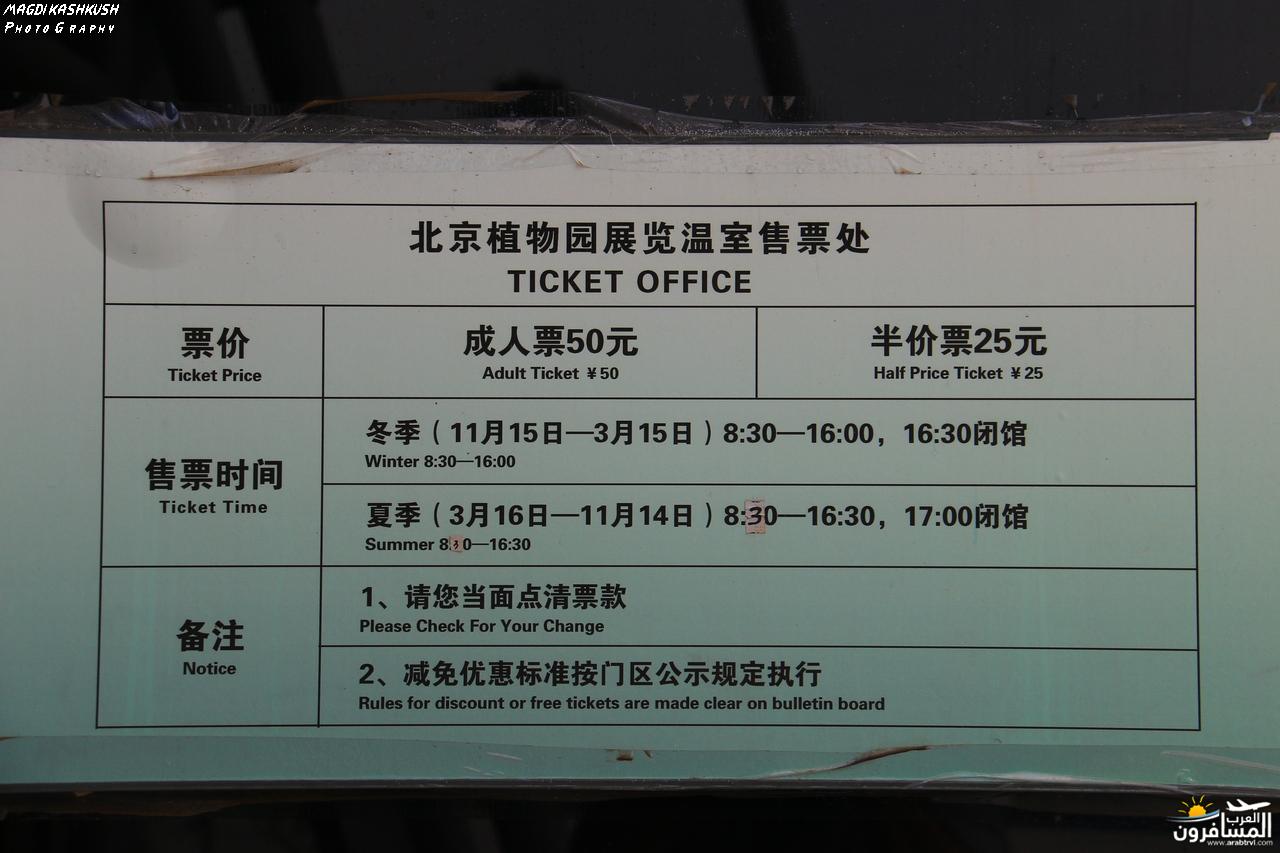 MAGDI KASHKUSH
PHOTOGRAPHY
北京植物园展览温室售票处
TICKET OFFICE
票价
Ticket Price
成人票50元
Adult Ticket ¥50
半价票25元
Half Price Ticket ¥25
售票时间
Ticket Time
冬季（11月15日—3月15日）8:30—16:00，16:30闭馆
Winter 8:30—16:00
夏季（3月16日—11月14日）8:30—16:30，17:00闭馆
Summer 8:30—16:30
备注
Notice
1、请您当面点清票款
Please Check For Your Change
2、减免优惠标准按门区公示规定执行
Rules for discount or free tickets are made clear on bulletin board
العرب
المسافرون
www.arabtrvl.com